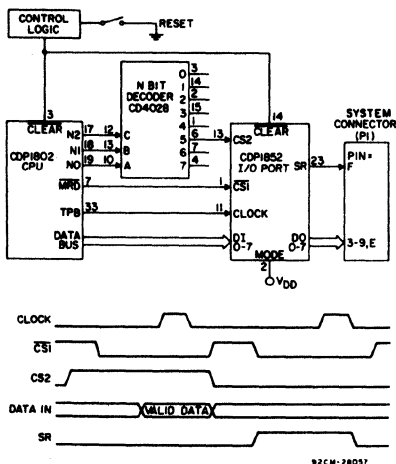 CONTROL
LOGIC
RESET
3
CLEAR
CDP1802
CPU
N2
17
N1
18
N0
19
MRD
7
TPB
33
DATA
BUS
N BIT
DECODER
CD4028
12
C
13
B
10
A
0
3
1
14
2
2
3
15
4
1
5
6
6
7
7
4
14
CLEAR
CDP1852
I/O PORT
13
CS2
1
CS1
11
CLOCK
DI
0-7
MODE
2
VDD
SR
23
DO
0-7
SYSTEM
CONNECTOR
(P1)
PIN=
F
3-9,E
CLOCK
CS1
CS2
DATA IN
VALID DATA
SR
92CM-28057